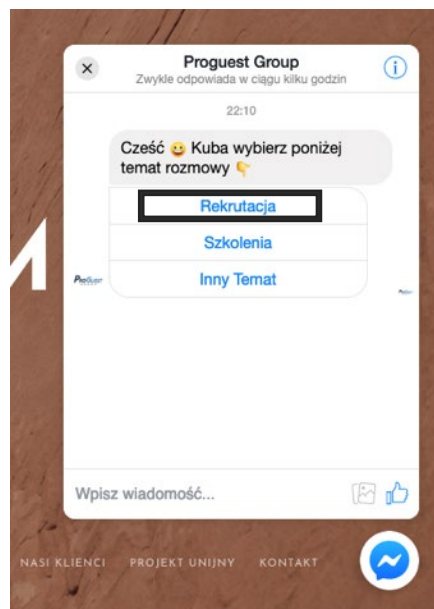 Proguest Group
Zwykle odpowiada w ciągu kilku godzin
22:10
Cześć 😀 Kuba wybierz poniżej
temat rozmowy 👇
Rekrutacja
Szkolenia
Inny Temat
ProGuest
Wpisz wiadomość...
M
NASI KLIENCI PROJEKT UNIJNY KONTAKT